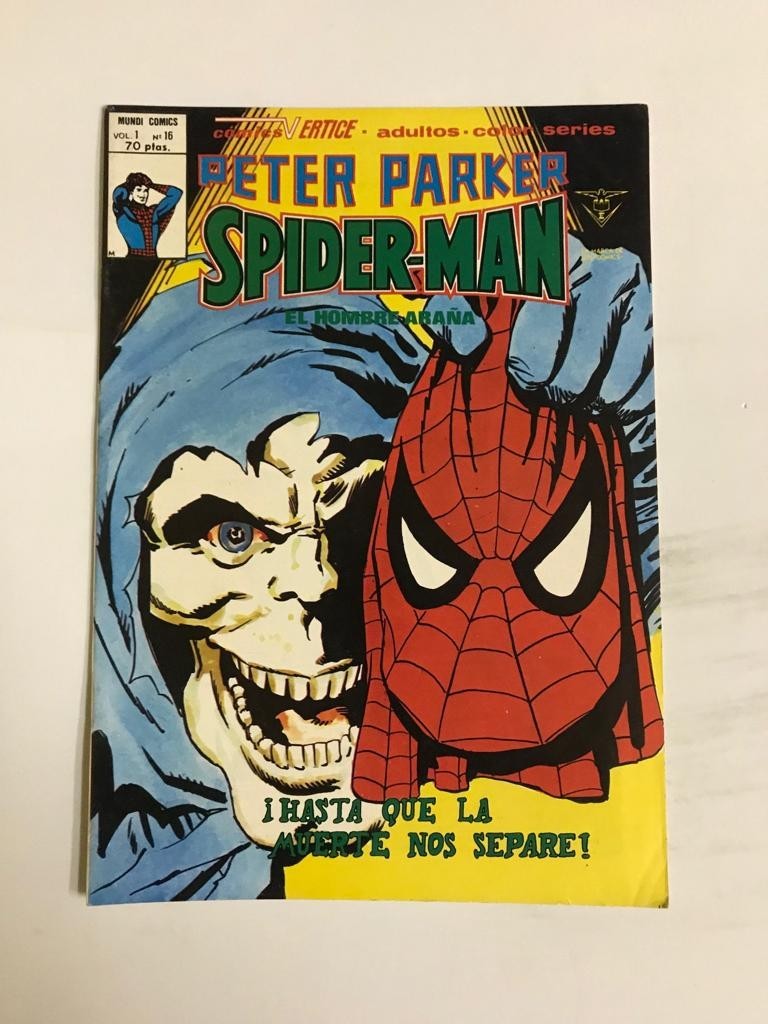 MUNDI COMICS
VOL. 1 Nº 16
70 ptas.
cómics VERTICE - adultos - color series
PETER PARKER
SPIDER-MAN
EL HOMBRE ARAÑA
M
¡HASTA QUE LA
MUERTE NOS SEPARE!